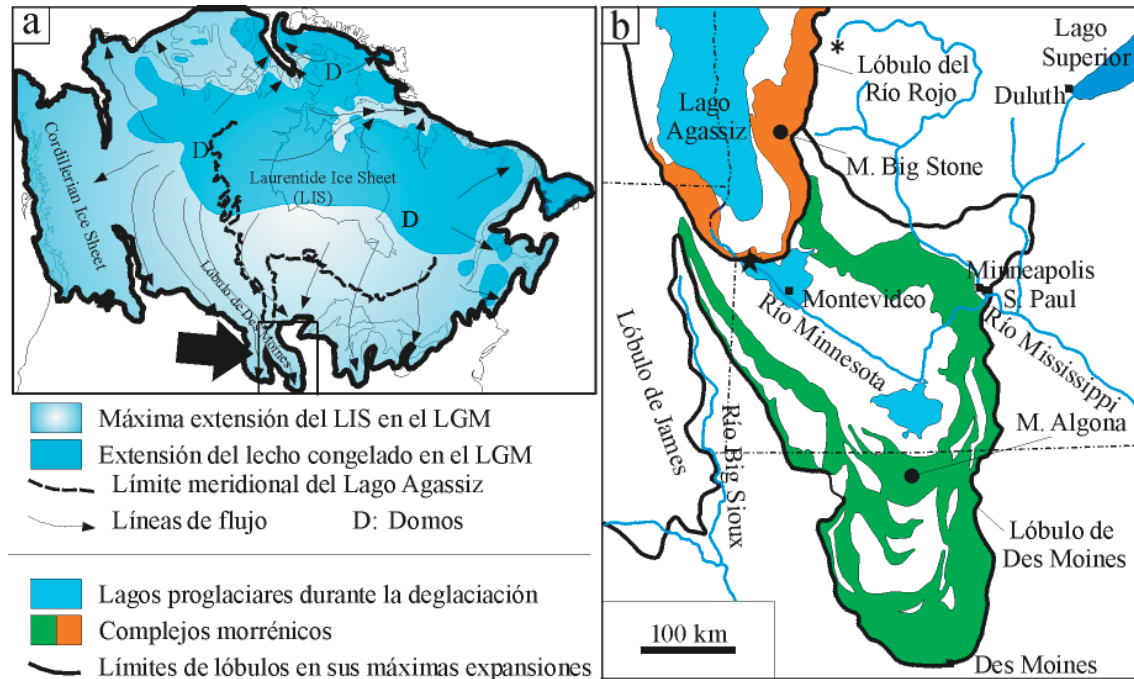 a
D
D
D
Cordillerian Ice Sheet
Laurentide Ice Sheet
(LIS)
Lóbulo de Des Moines
Máxima extensión del LIS en el LGM
Extensión del lecho congelado en el LGM
Límite meridional del Lago Agassiz
Líneas de flujo
D: Domos
Lagos proglaciares durante la deglaciación
Complejos morrénicos
Límites de lóbulos en sus máximas expansiones
b
*
Lago
Superior
Lóbulo del
Río Rojo
Duluth
Lago
Agassiz
M. Big Stone
Minneapolis
S. Paul
Montevideo
Río Minnesota
Río Mississippi
Lóbulo de James
Río Big Sioux
M. Algona
Lóbulo de
Des Moines
100 km
Des Moines